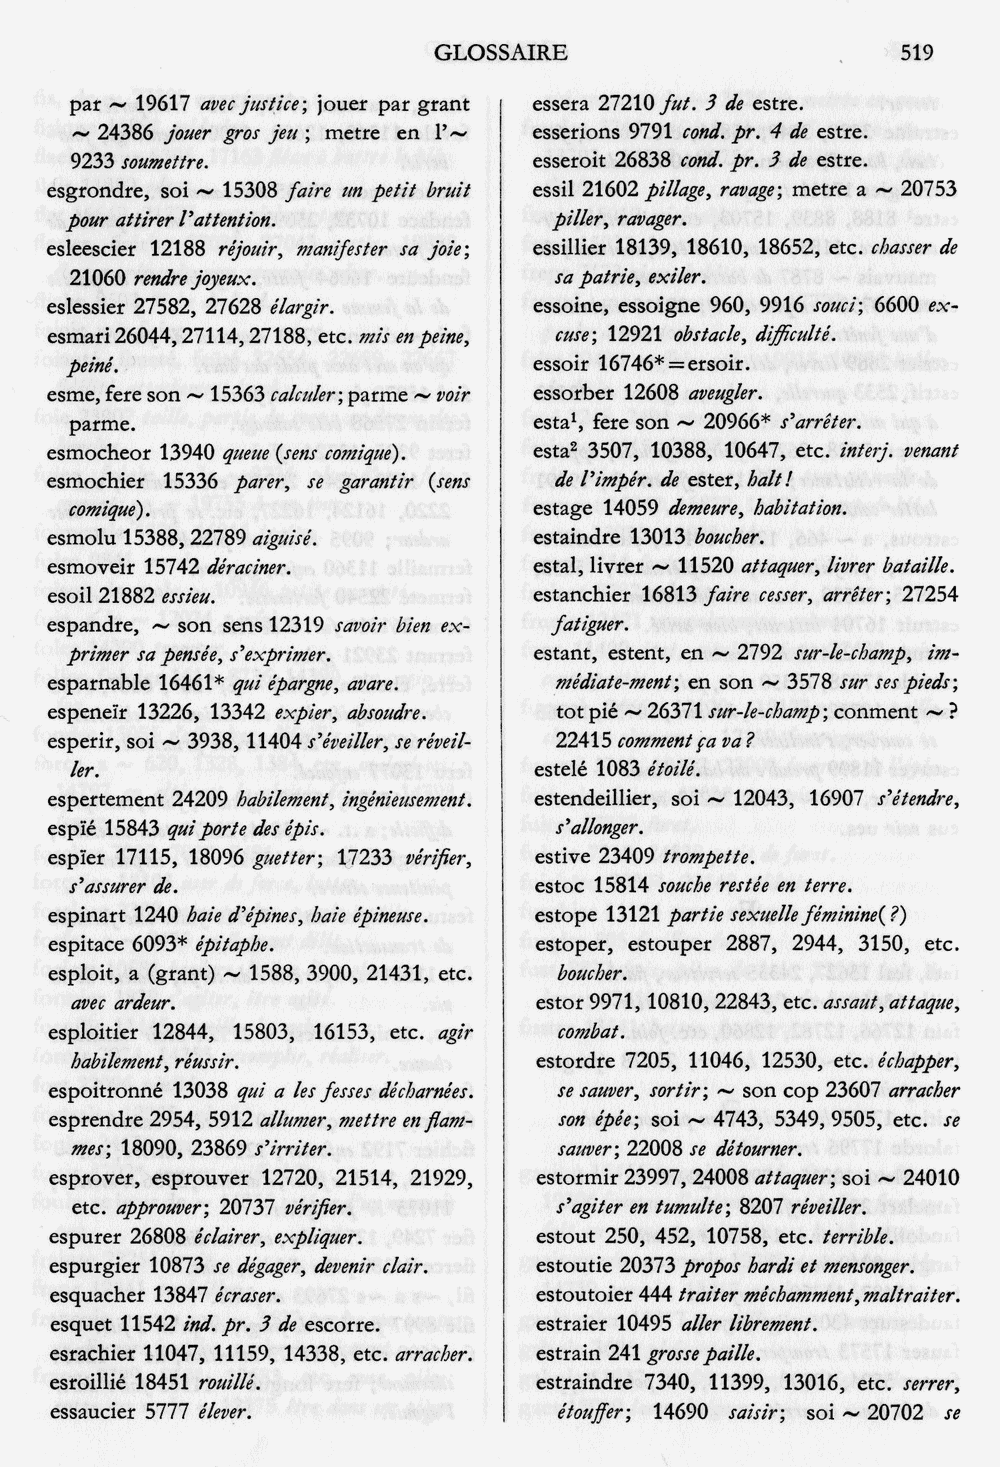 GLOSSAIRE 519
par ~ 19617 avec justice; jouer par grant
~ 24386 jouer gros jeu; metre en l'~
9233 soumettre.
esgrondre, soi ~ 15308 faire un petit bruit
pour attirer l'attention.
esleescier 12188 réjouir, manifester sa joie;
21060 rendre joyeux.
eslessier 27582, 27628 élargir.
esmari 26044, 27114, 27188, etc. mis en peine,
peiné.
esme, fere son ~ 15363 calculer; parme ~ voir
parme.
esmocheor 13940 queue (sens comique).
esmochier 15336 parer, se garantir (sens
comique).
esmolu 15388, 22789 aiguisé.
esmoveir 15742 déraciner.
esoil 21882 essieu.
espandre, ~ son sens 12319 savoir bien ex-
primer sa pensée, s'exprimer.
esparnable 16461* qui épargne, avare.
espeneïr 13226, 13342 expier, absoudre.
esperir, soi ~ 3938, 11404 s'éveiller, se réveil-
ler.
espertement 24209 habilement, ingénieusement.
espié 15843 qui porte des épis.
espïer 17115, 18096 guetter; 17233 vérifier,
s'assurer de.
espinart 1240 haie d'épines, haie épineuse.
espitace 6093* épitaphe.
esploit, a (grant) ~ 1588, 3900, 21431, etc.
avec ardeur.
esploitier 12844, 15803, 16153, etc. agir
habilement, réussir.
espoitronné 13038 qui a les fesses décharnées.
esprendre 2954, 5912 allumer, mettre en flam-
mes; 18090, 23869 s'irriter.
esprover, esprouver 12720, 21514, 21929,
etc. approuver; 20737 vérifier.
espurer 26808 éclairer, expliquer.
espurgier 10873 se dégager, devenir clair.
esquacher 13847 écraser.
esquet 11542 ind. pr. 3 de escorre.
esrachier 11047, 11159, 14338, etc. arracher.
esroillié 18451 rouillé.
essaucier 5777 élever.
essera 27210 fut. 3 de estre.
esserions 9791 cond. pr. 4 de estre.
esseroit 26838 cond. pr. 3 de estre.
essil 21602 pillage, ravage; metre a ~ 20753
piller, ravager.
essillier 18139, 18610, 18652, etc. chasser de
sa patrie, exiler.
essoine, essoigne 960, 9916 souci; 6600 ex-
cuse; 12921 obstacle, difficulté.
essoir 16746* = ersoir.
essorber 12608 aveugler.
esta¹, fere son ~ 20966* s'arrêter.
esta² 3507, 10388, 10647, etc. interj. venant
de l'impér. de ester, halt!
estage 14059 demeure, habitation.
estaindre 13013 boucher.
estal, livrer ~ 11520 attaquer, livrer bataille.
estanchier 16813 faire cesser, arrêter; 27254
fatiguer.
estant, estent, en ~ 2792 sur-le-champ, im-
médiate-ment; en son ~ 3578 sur ses pieds;
tot pié ~ 26371 sur-le-champ; conment ~ ?
22415 comment ça va?
estelé 1083 étoilé.
estendeillier, soi ~ 12043, 16907 s'étendre,
s'allonger.
estive 23409 trompette.
estoc 15814 souche restée en terre.
estope 13121 partie sexuelle féminine(?)
estoper, estouper 2887, 2944, 3150, etc.
boucher.
estor 9971, 10810, 22843, etc. assaut, attaque,
combat.
estordre 7205, 11046, 12530, etc. échapper,
se sauver, sortir; ~ son cop 23607 arracher
son épée; soi ~ 4743, 5349, 9505, etc. se
sauver; 22008 se détourner.
estormir 23997, 24008 attaquer; soi ~ 24010
s'agiter en tumulte; 8207 réveiller.
estout 250, 452, 10758, etc. terrible.
estoutie 20373 propos hardi et mensonger.
estoutoier 444 traiter méchamment, maltraiter.
estraier 10495 aller librement.
estrain 241 grosse paille.
estraindre 7340, 11399, 13016, etc. serrer,
étouffer; 14690 saisir; soi ~ 20702 se